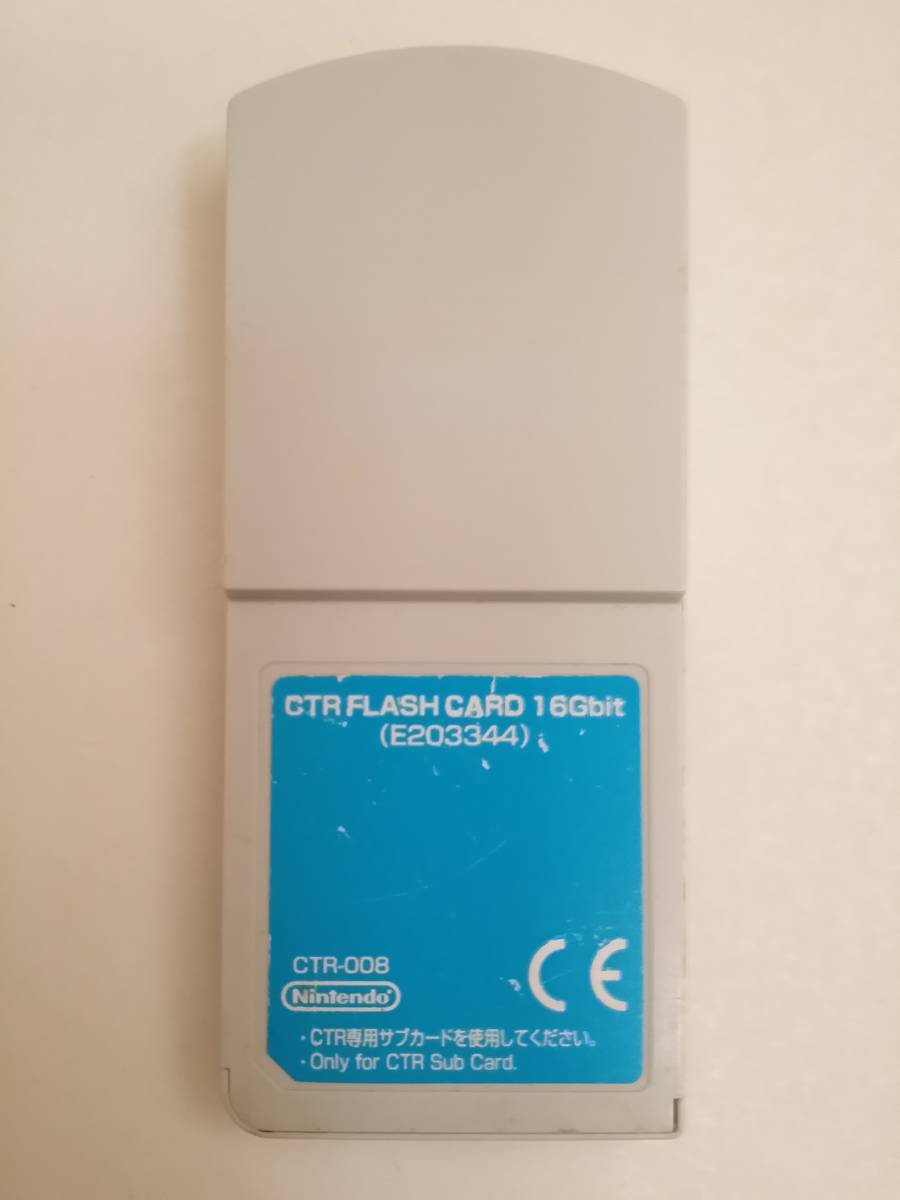 CTR FLASH CARD 16Gbit
(E203344)
CTR-008
CE
Nintendo®
・CTR専用サブカードを使用してください。
・Only for CTR Sub Card.